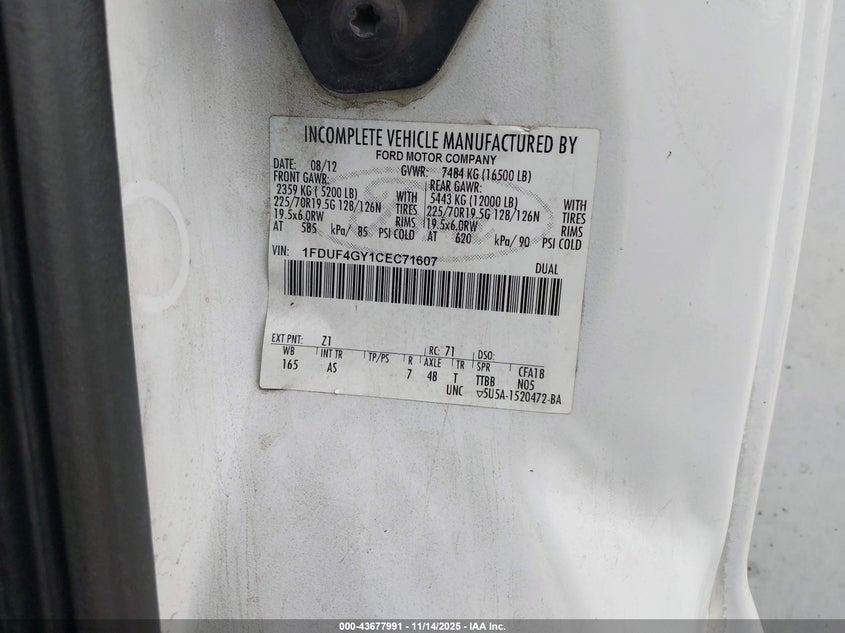 INCOMPLETE VEHICLE MANUFACTURED BY
FORD MOTOR COMPANY
DATE: 08/12 GVWR: 7484 KG (16500 LB)
FRONT GAWR: REAR GAWR:
2359 KG ( 5200 LB) WITH 5443 KG (12000 LB) WITH
225/70R19.5G 128/126N TIRES 225/70R19.5G 128/126N TIRES
19.5x6.0RW RIMS 19.5x6.0RW RIMS
AT 585 kPa/ 85 PSI COLD AT 620 kPa/ 90 PSI COLD
VIN: 1FDUF4GY1CEC71607 DUAL
EXT PNT: Z1 RC: 71 DSO:
WB INT TR TP/PS R AXLE TR SPR CFA18
165 AS 7 48 T TTBB N05
UNC ▽5U5A-1520472-BA
000-43677991 - 11/14/2025 - IAA Inc.